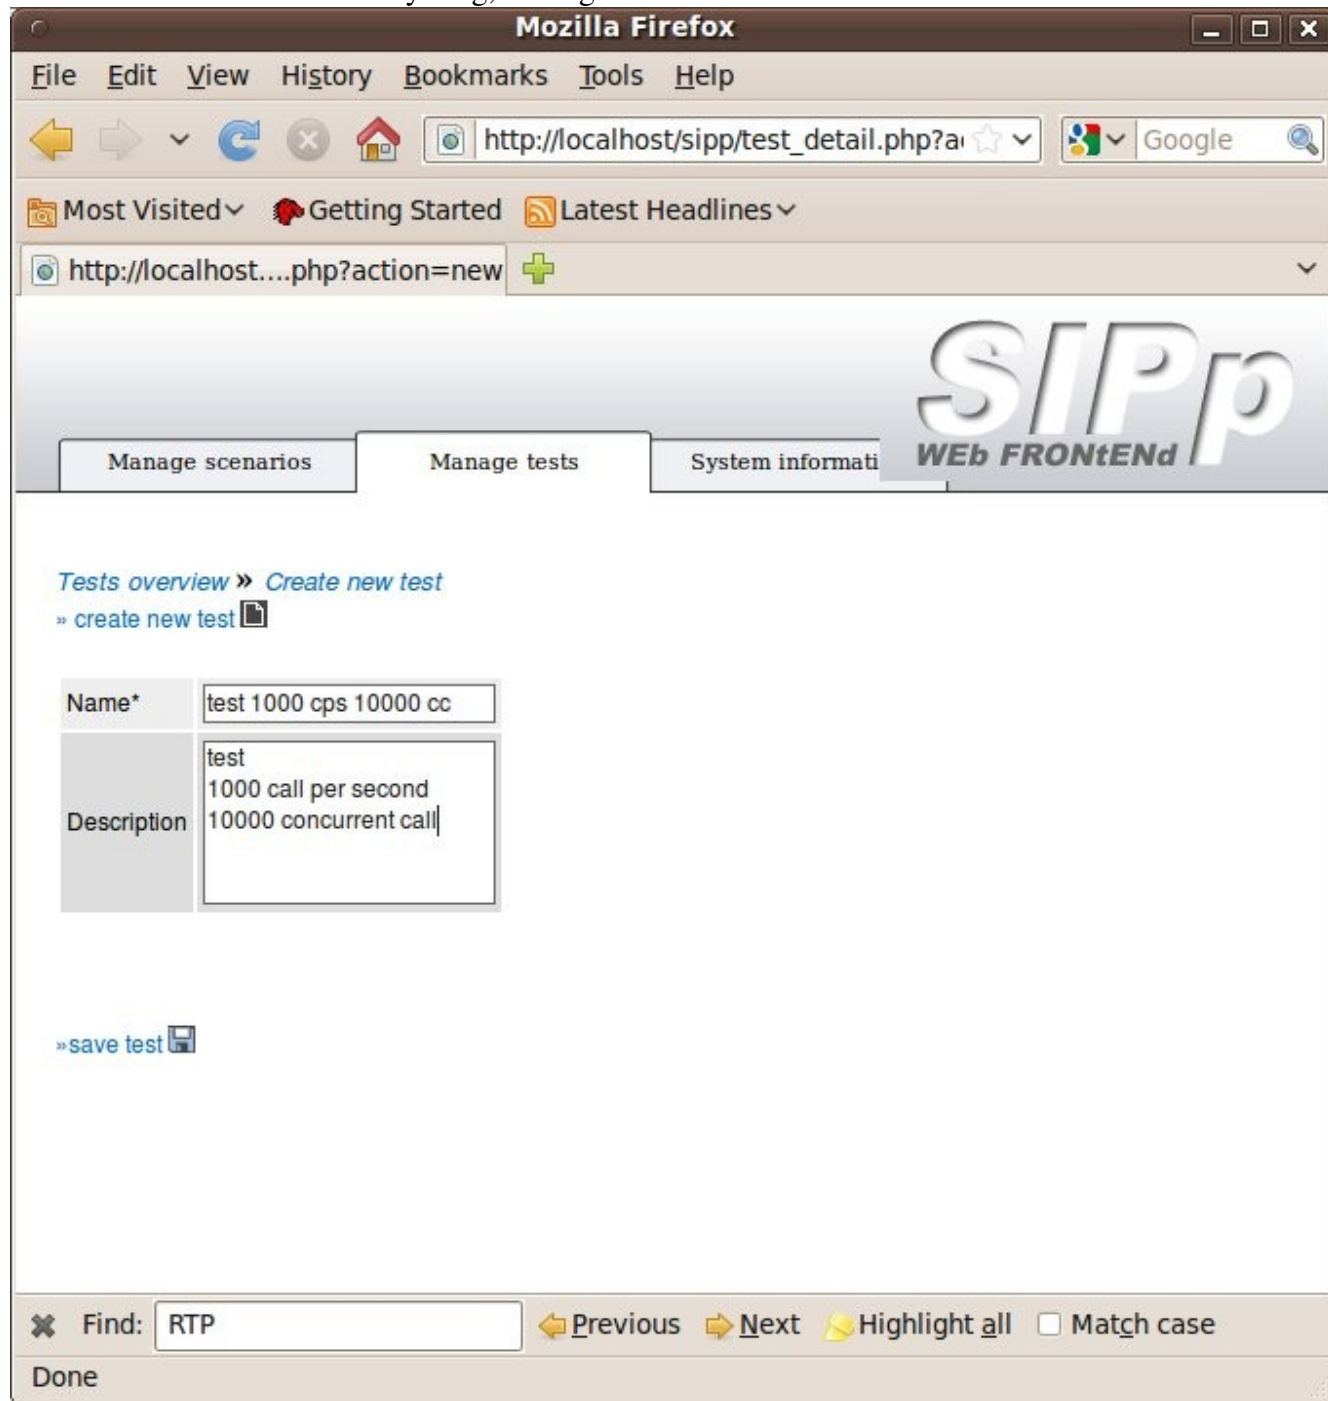 Mozilla Firefox
File Edit View History Bookmarks Tools Help
http://localhost/sipp/test_detail.php?a Google
Most Visited Getting Started Latest Headlines
http://localhost....php?action=new
SIPp
WEb FRONtENd
Manage scenarios Manage tests System informati
Tests overview » Create new test
» create new test
Name* test 1000 cps 10000 cc
Description
test
1000 call per second
10000 concurrent call
»save test
Find: RTP Previous Next Highlight all Match case
Done